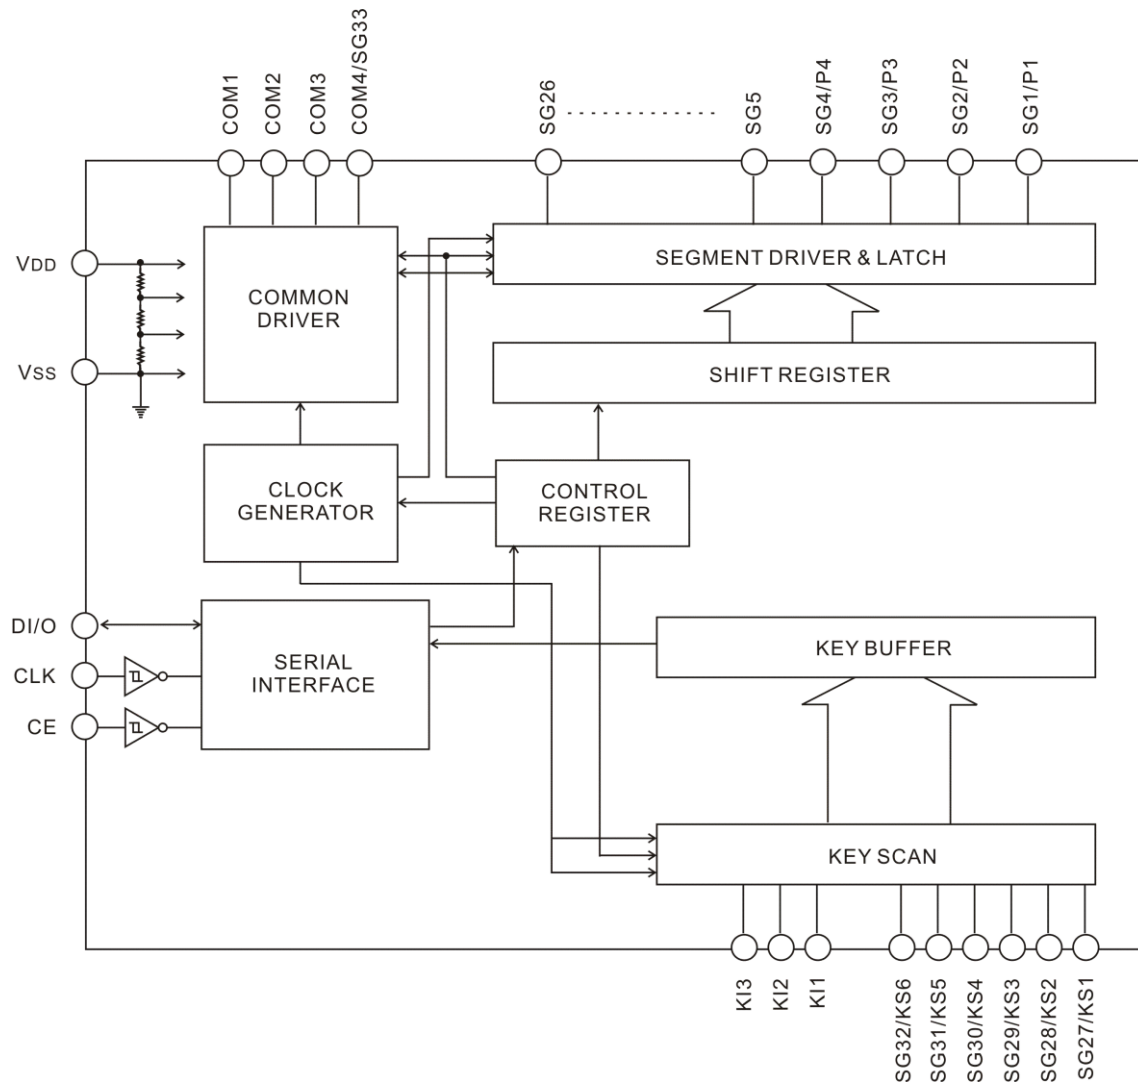 COM1
COM2
COM3
COM4/SG33
SG26
SG5
SG4/P4
SG3/P3
SG2/P2
SG1/P1
VDD
VSS
COMMON
DRIVER
SEGMENT DRIVER & LATCH
SHIFT REGISTER
CLOCK
GENERATOR
CONTROL
REGISTER
DI/O
CLK
CE
SERIAL
INTERFACE
KEY BUFFER
KEY SCAN
KI3
KI2
KI1
SG32/KS6
SG31/KS5
SG30/KS4
SG29/KS3
SG28/KS2
SG27/KS1